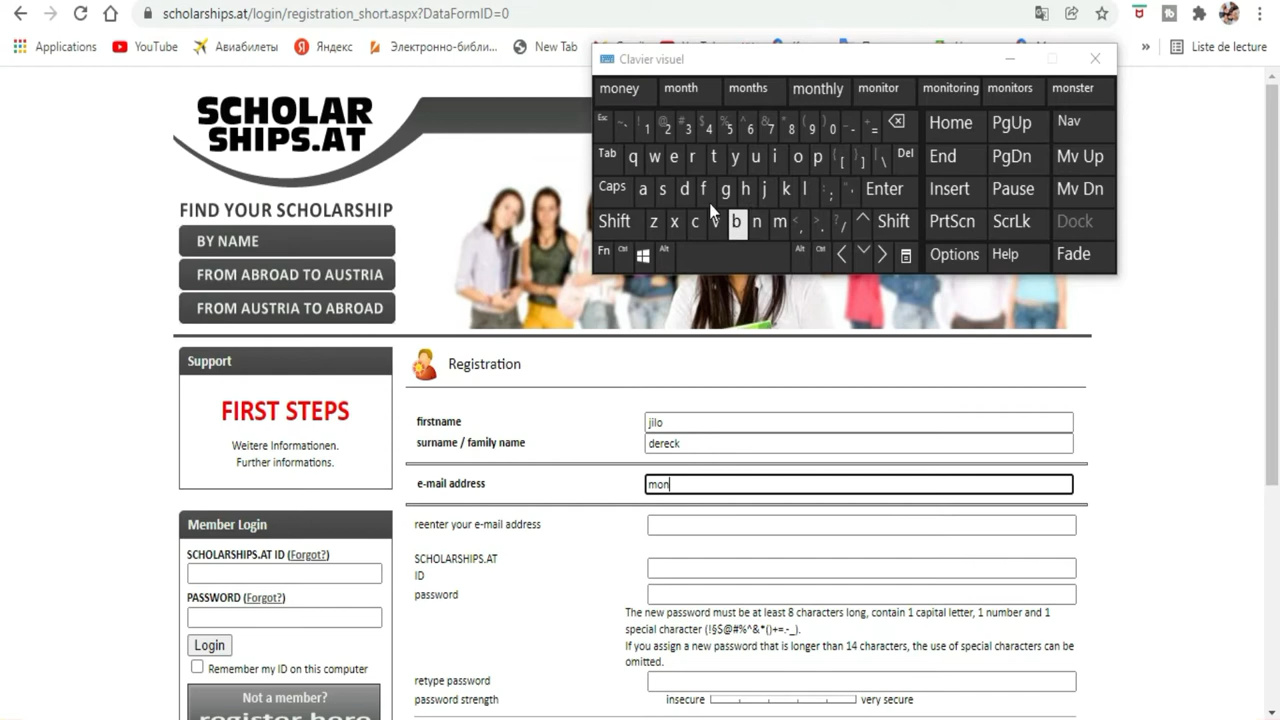 scholarships.at/login/registration_short.aspx?DataFormID=0
Applications YouTube Авиабилеты Яндекс Электронно-библи... New Tab » Liste de lecture
Clavier visuel
money month months monthly monitor monitoring monitors monster
Esc ~ ` ! 1 @ 2 # 3 $ 4 % 5 ^ 6 & 7 * 8 ( 9 ) 0 _ - + = Home PgUp Nav
Tab q w e r t y u i o p { [ } ] | \ Del End PgDn Mv Up
Caps a s d f g h j k l : ; " ' Enter Insert Pause Mv Dn
Shift z x c v b n m < , > . ? / Shift PrtScn ScrLk Dock
Fn Ctrl Alt Alt Ctrl Options Help Fade
SCHOLAR
SHIPS.AT
FIND YOUR SCHOLARSHIP
BY NAME
FROM ABROAD TO AUSTRIA
FROM AUSTRIA TO ABROAD
Support
FIRST STEPS
Weitere Informationen.
Further informations.
Member Login
SCHOLARSHIPS.AT ID (Forgot?)
PASSWORD (Forgot?)
Login
Remember my ID on this computer
Not a member?
register here
Registration
firstname jilo
surname / family name dereck
e-mail address mon
reenter your e-mail address
SCHOLARSHIPS.AT
ID
password
The new password must be at least 8 characters long, contain 1 capital letter, 1 number and 1
special character (!§$@#%^&*()+=.-_).
If you assign a new password that is longer than 14 characters, the use of special characters can be
omitted.
retype password
password strength insecure very secure